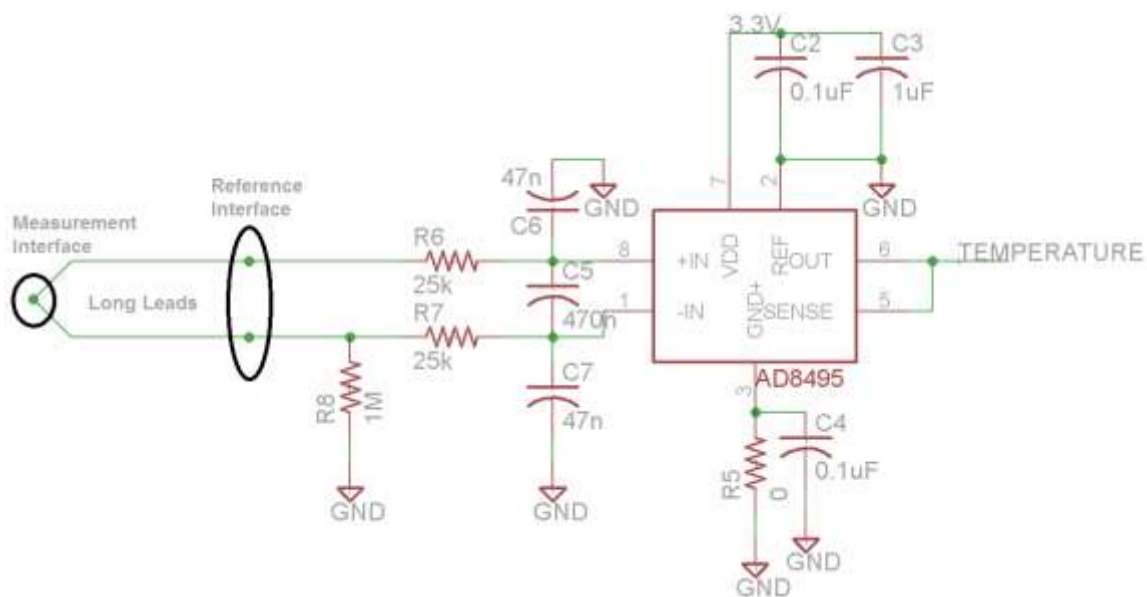 3.3V
C2
C3
0.1uF
1uF
7
2
47n
C6
GND
GND
Reference
Interface
Measurement
Interface
Long Leads
R6
25k
R7
25k
C5
470n
8
1
+IN
-IN
VDD
REF
GND+
OUT
SENSE
6
5
TEMPERATURE
AD8495
3
R8
1M
C7
47n
C4
0.1uF
R5
0
GND
GND
GND
GND